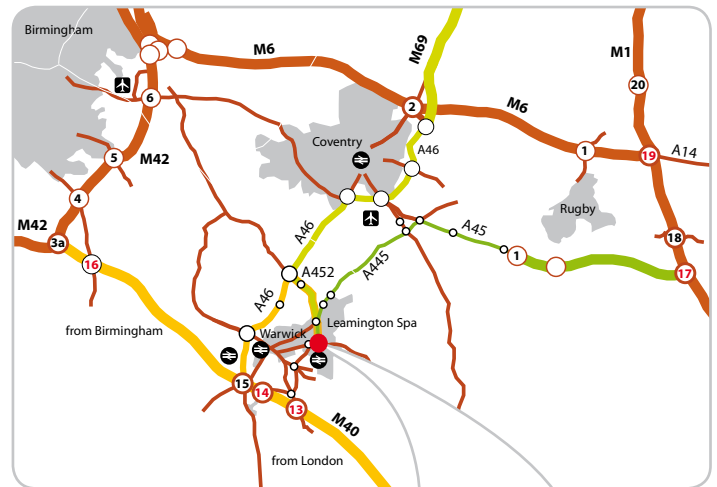 Birmingham
M6
M69
M1
6
2
M6
20
5
M42
Coventry
A46
1
19
A14
4
Rugby
M42
3a
16
A46
A45
18
1
17
A452
A445
A46
from Birmingham
Warwick
Leamington Spa
15
14
13
M40
from London